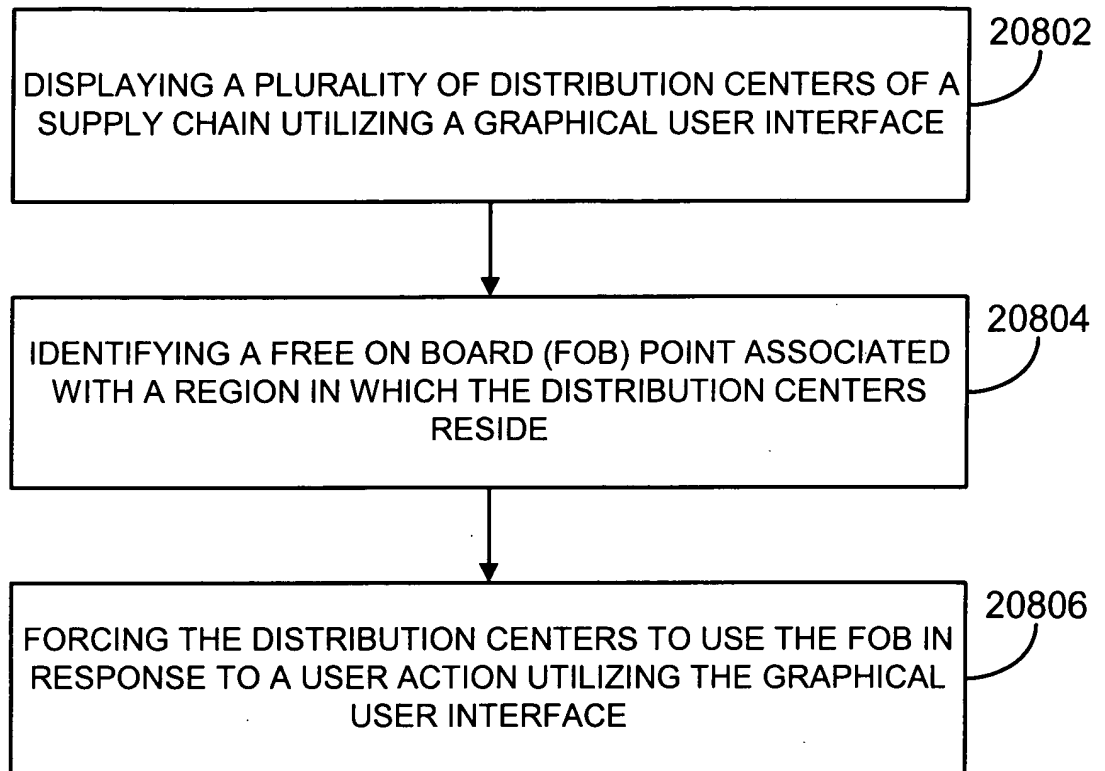 20802
DISPLAYING A PLURALITY OF DISTRIBUTION CENTERS OF A
SUPPLY CHAIN UTILIZING A GRAPHICAL USER INTERFACE
20804
IDENTIFYING A FREE ON BOARD (FOB) POINT ASSOCIATED
WITH A REGION IN WHICH THE DISTRIBUTION CENTERS
RESIDE
20806
FORCING THE DISTRIBUTION CENTERS TO USE THE FOB IN
RESPONSE TO A USER ACTION UTILIZING THE GRAPHICAL
USER INTERFACE